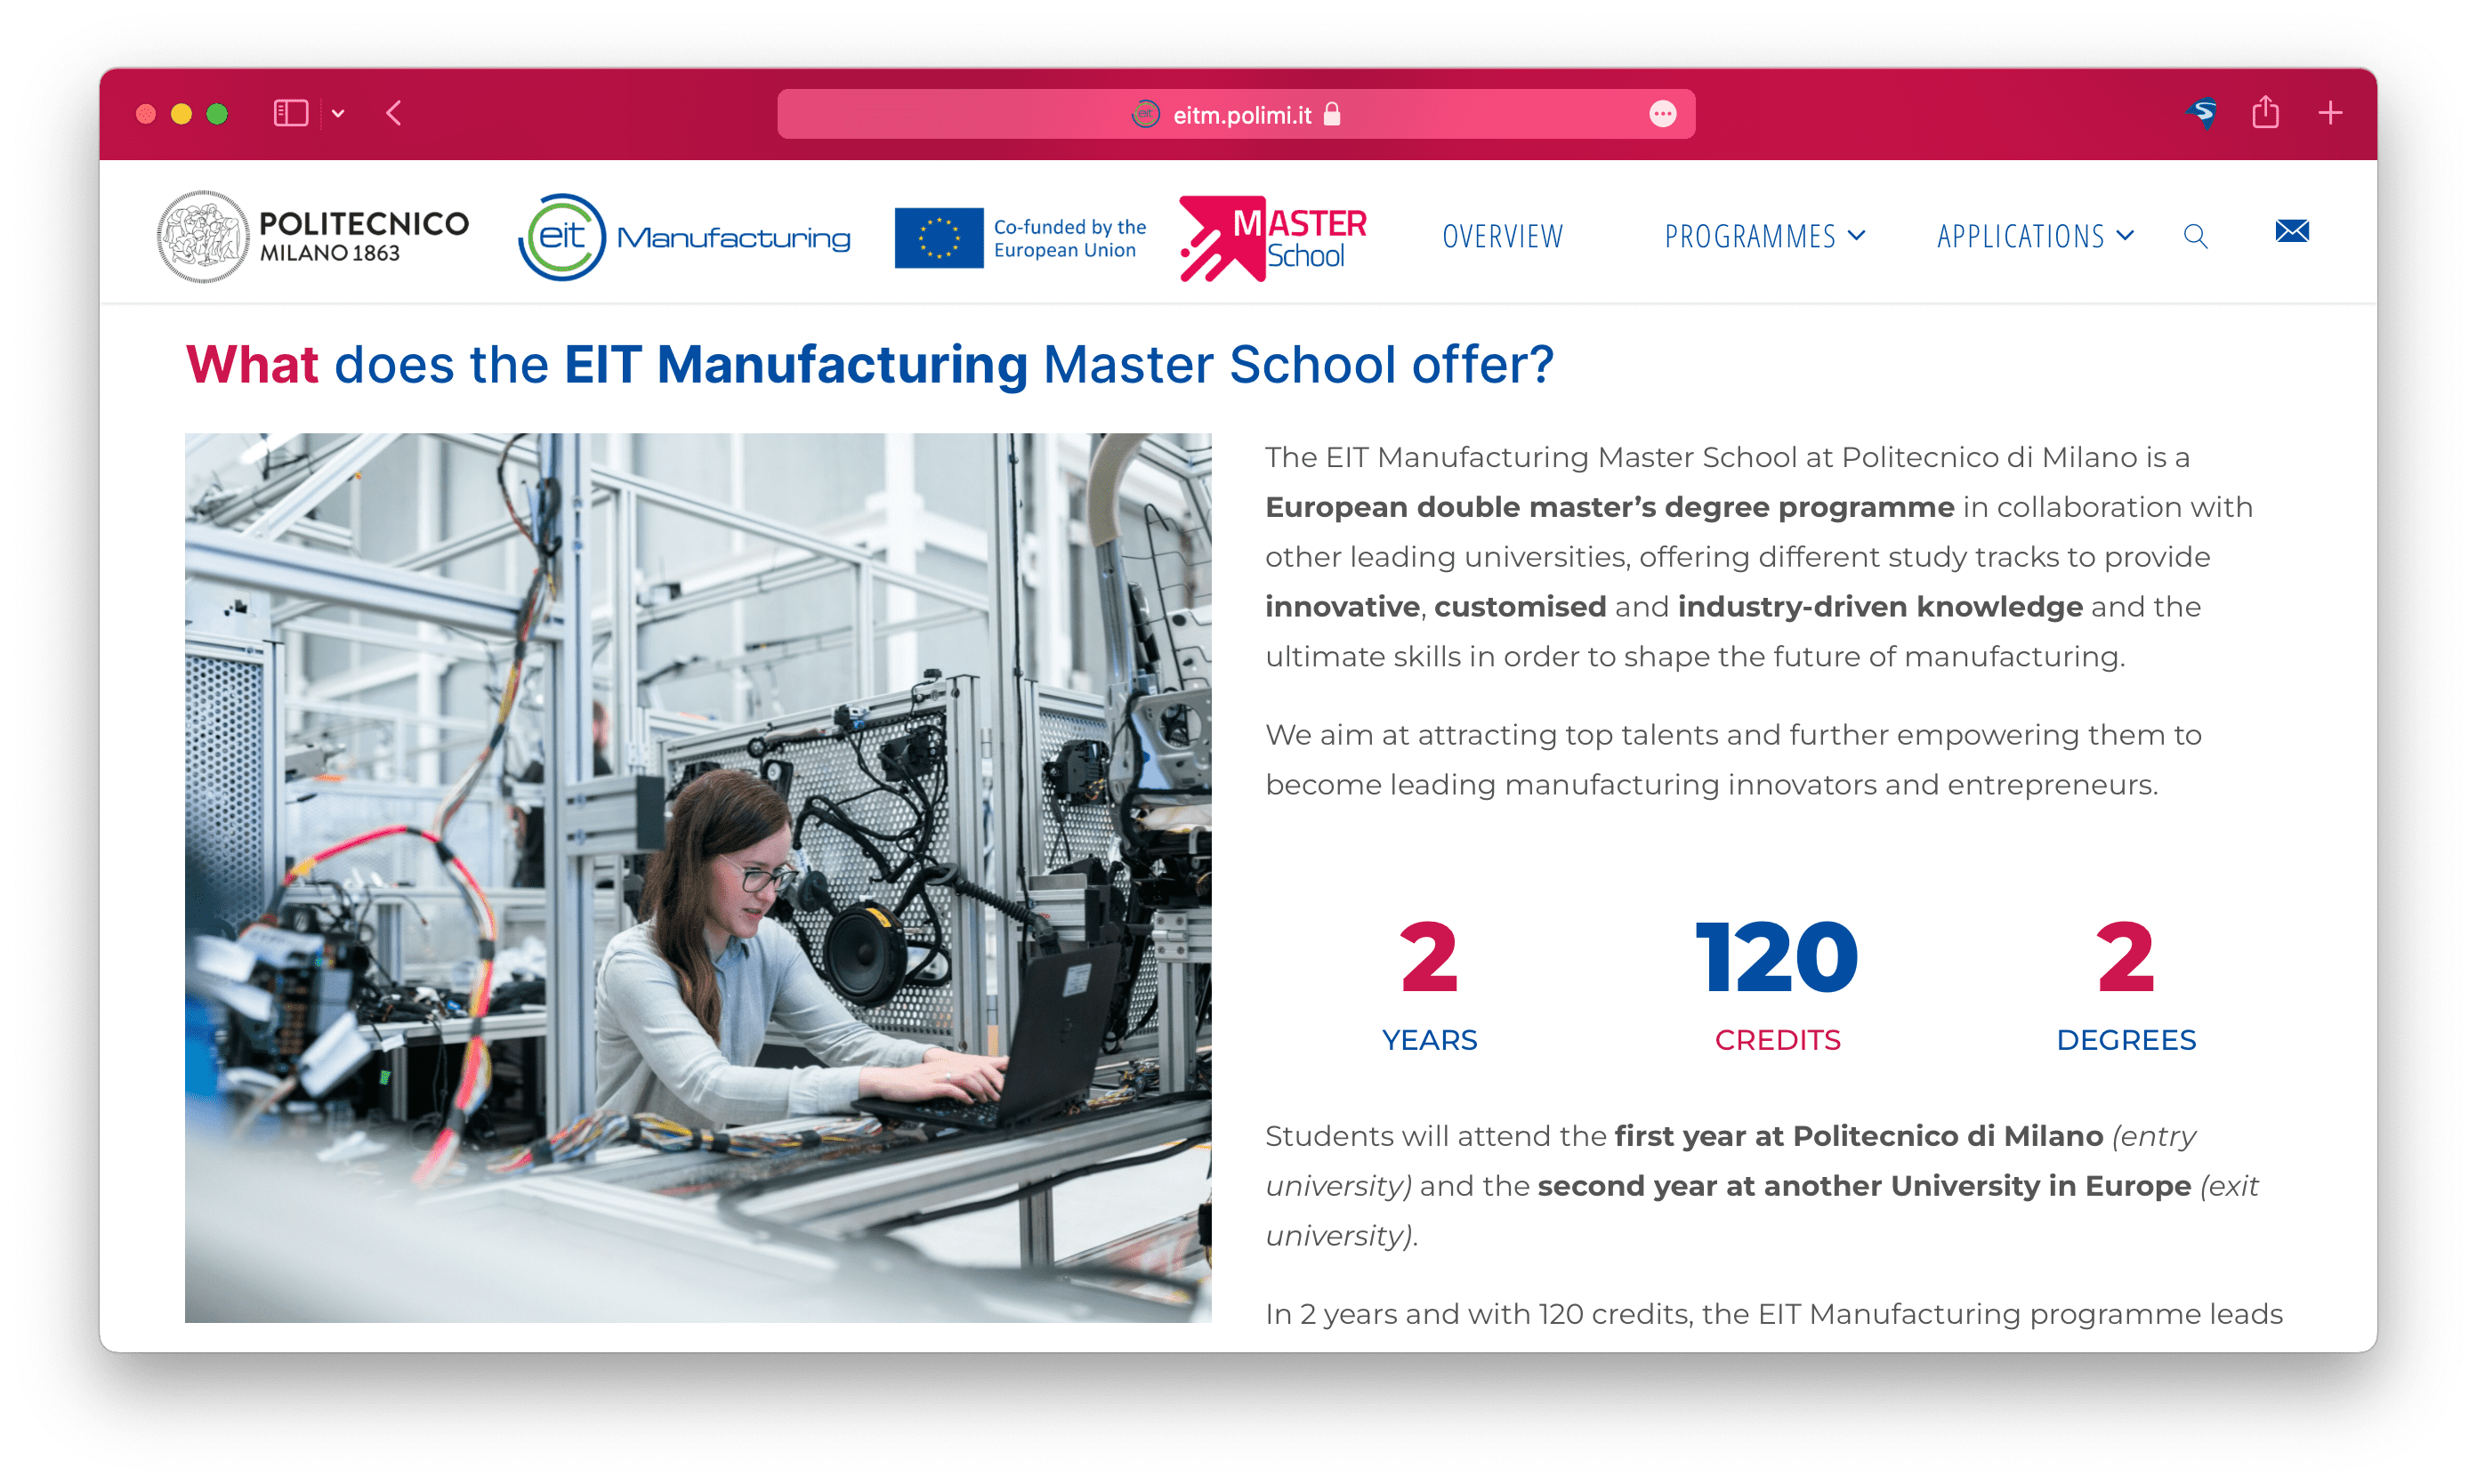 eitm.polimi.it
POLITECNICO
MILANO 1863
eit Manufacturing
Co-funded by the
European Union
MASTER
School
OVERVIEW
PROGRAMMES
APPLICATIONS
What does the EIT Manufacturing Master School offer?
The EIT Manufacturing Master School at Politecnico di Milano is a
European double master’s degree programme in collaboration with
other leading universities, offering different study tracks to provide
innovative, customised and industry-driven knowledge and the
ultimate skills in order to shape the future of manufacturing.
We aim at attracting top talents and further empowering them to
become leading manufacturing innovators and entrepreneurs.
2
YEARS
120
CREDITS
2
DEGREES
Students will attend the first year at Politecnico di Milano (entry
university) and the second year at another University in Europe (exit
university).
In 2 years and with 120 credits, the EIT Manufacturing programme leads